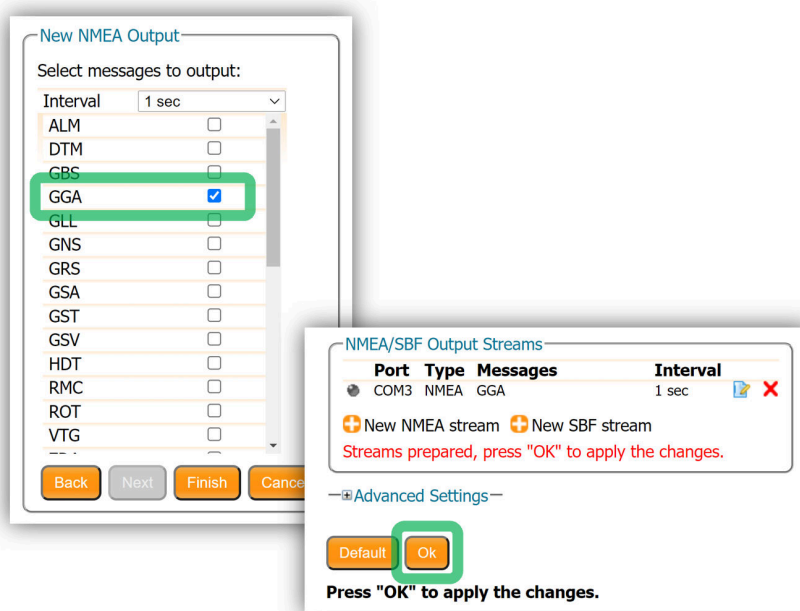 New NMEA Output
Select messages to output:
Interval 1 sec
ALM
DTM
GBS
GGA
GLL
GNS
GRS
GSA
GST
GSV
HDT
RMC
ROT
VTG
Back Next Finish Cance
NMEA/SBF Output Streams
Port Type Messages Interval
COM3 NMEA GGA 1 sec
New NMEA stream New SBF stream
Streams prepared, press "OK" to apply the changes.
Advanced Settings
Default Ok
Press "OK" to apply the changes.